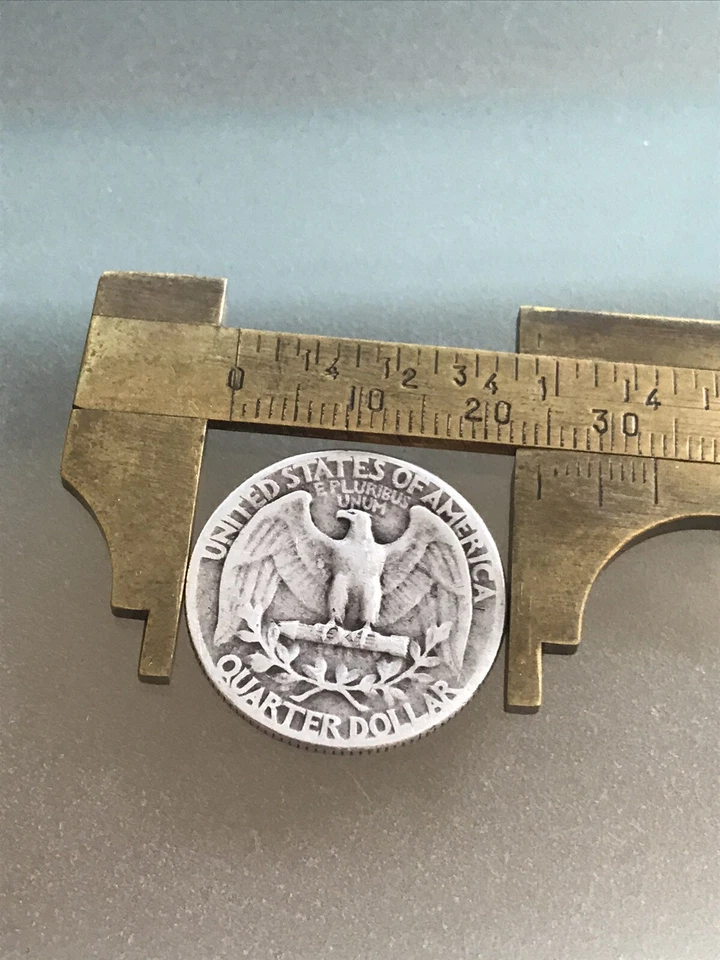 0 1 4 1 2 3 4 1 1 4
10 20 30
UNITED STATES OF AMERICA
E PLURIBUS
UNUM
QUARTER DOLLAR